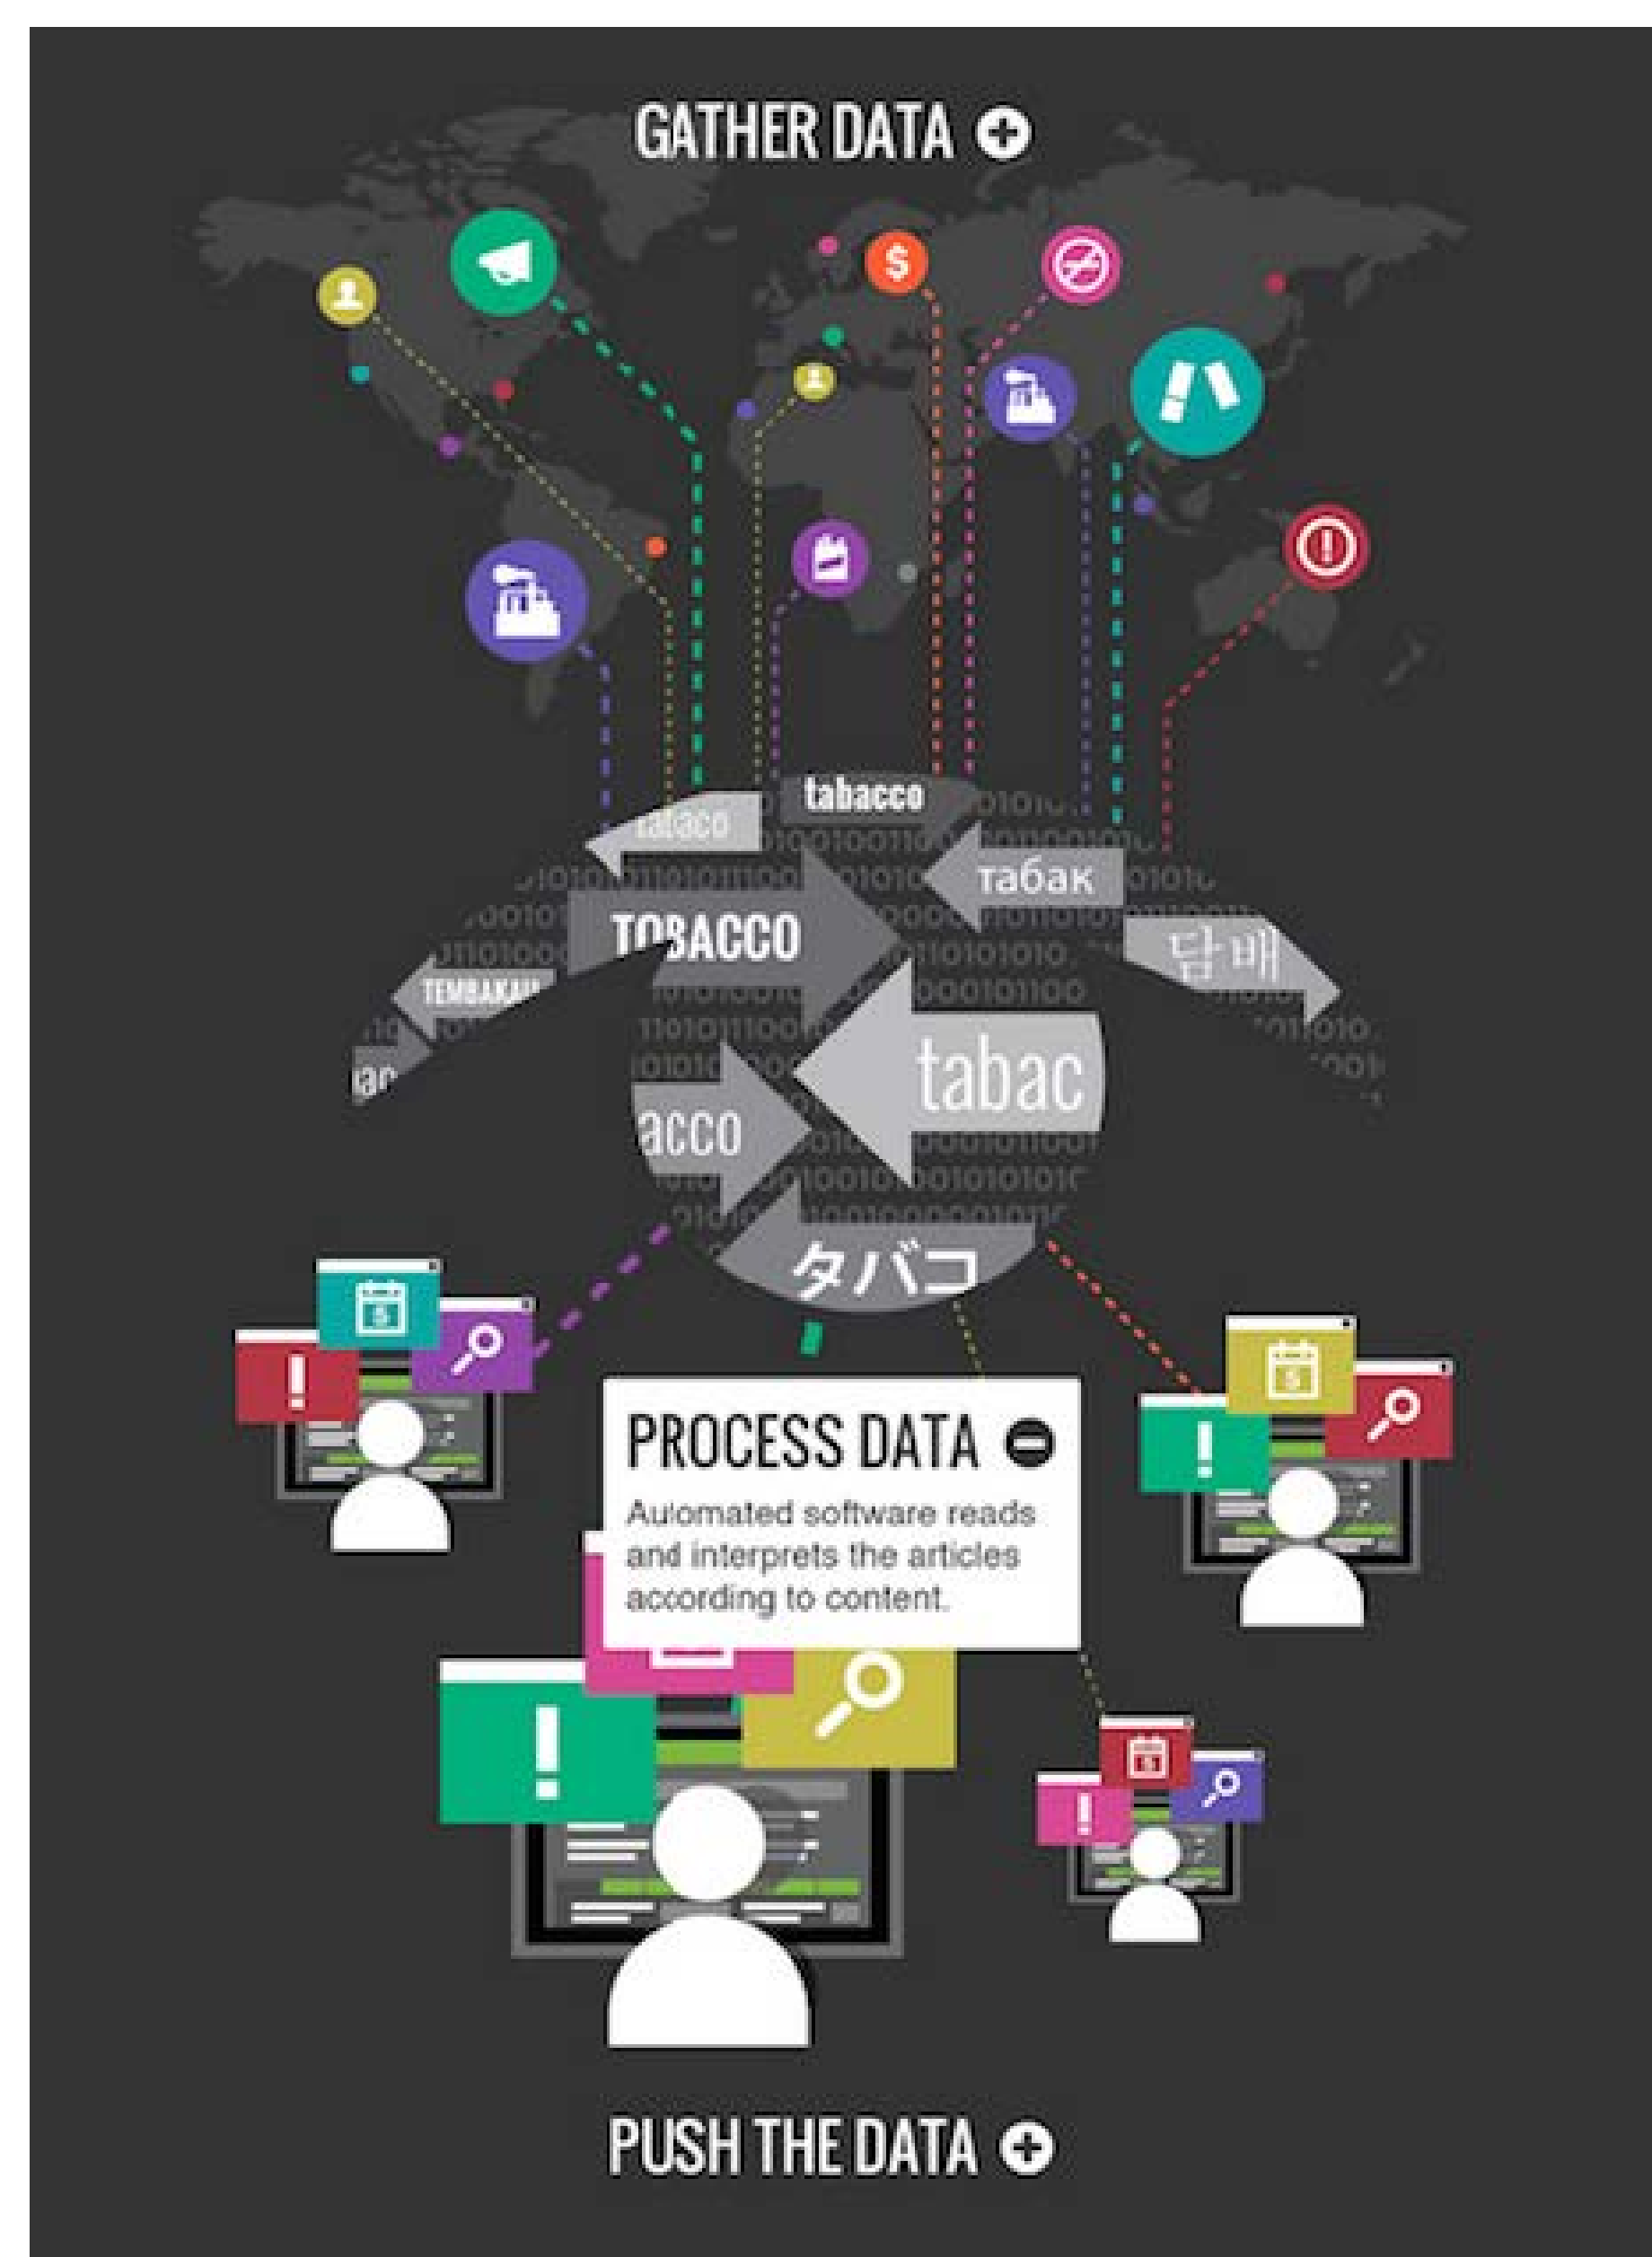 GATHER DATA
tabaco
tabacco
табак
TOBACCO
담배
TEMBAKAU
tabac
acco
タバコ
PROCESS DATA
Automated software reads
and interprets the articles
according to content.
PUSH THE DATA